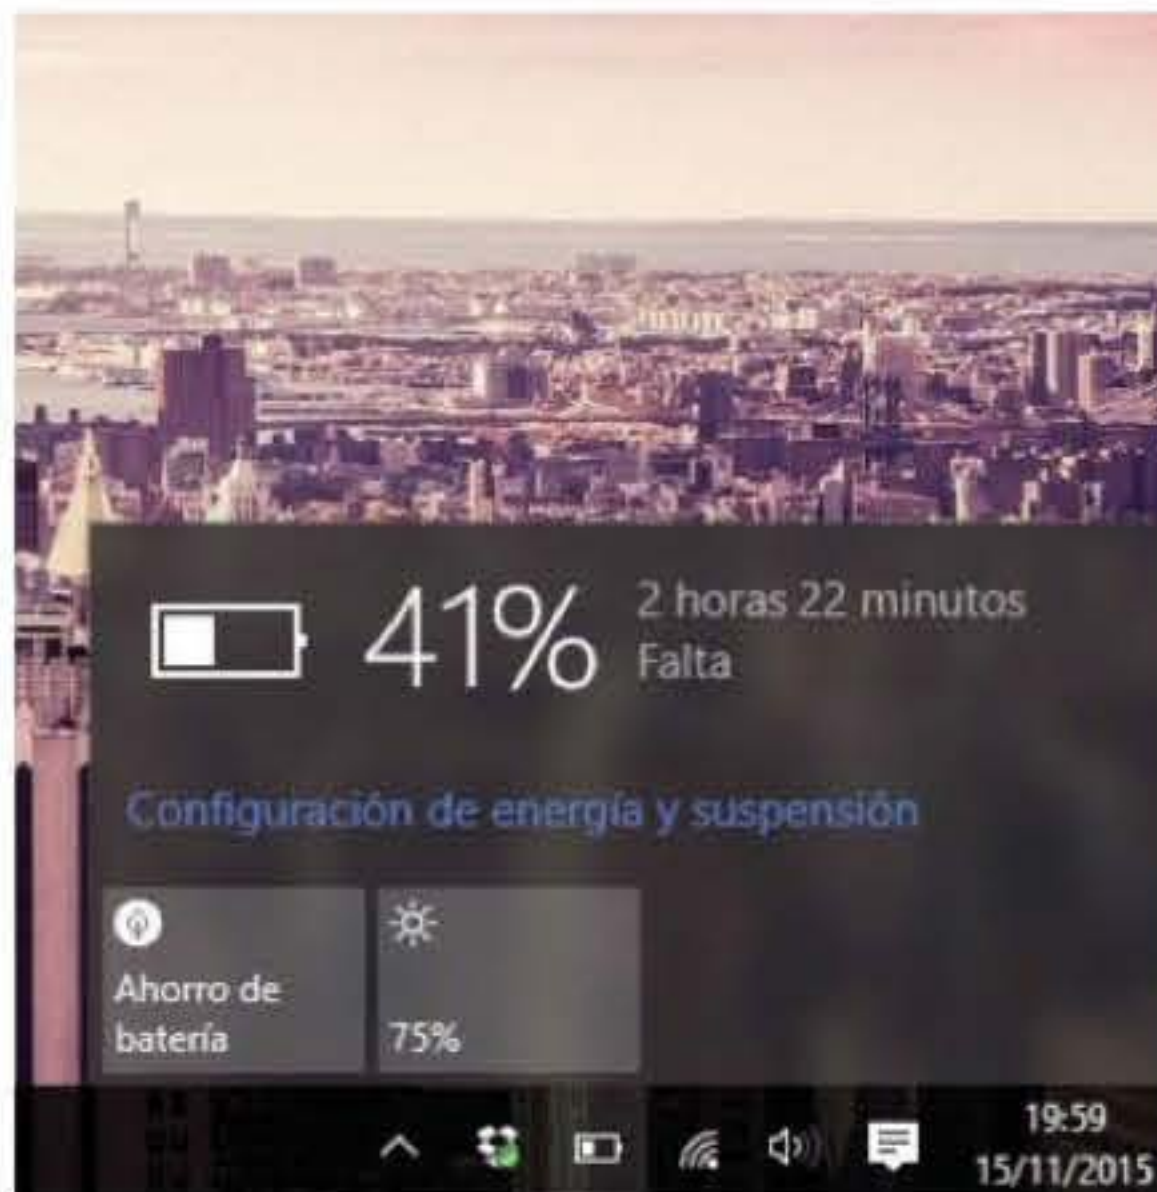 41%
2 horas 22 minutos
Falta
Configuración de energía y suspensión
Ahorro de
batería
75%
19:59
15/11/2015